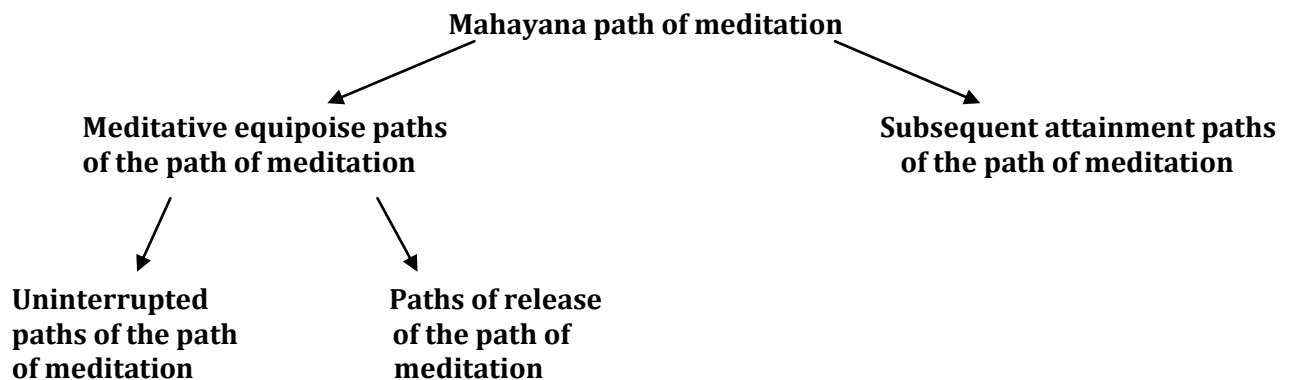 Mahayana path of meditation
Meditative equipoise paths
of the path of meditation
Subsequent attainment paths
of the path of meditation
Uninterrupted
paths of the path
of meditation
Paths of release
of the path of
meditation